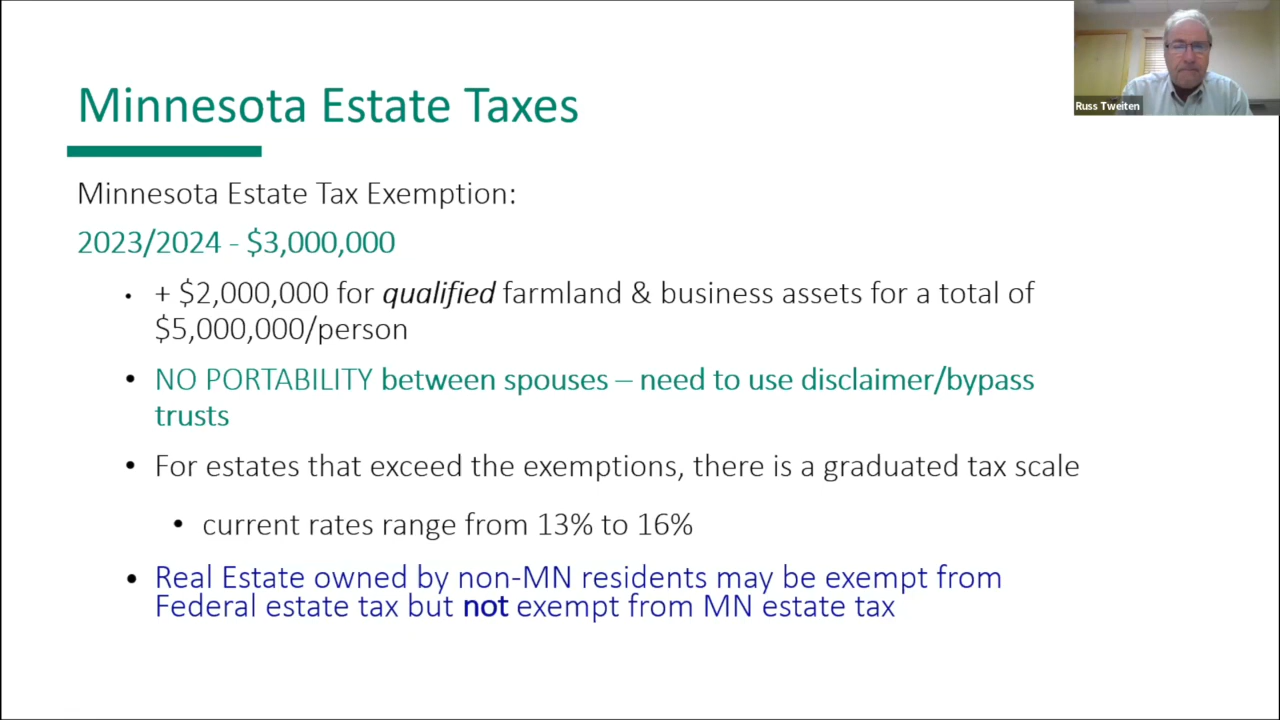 Russ Tweiten
Minnesota Estate Taxes
Minnesota Estate Tax Exemption:
2023/2024 - $3,000,000
• + $2,000,000 for qualified farmland & business assets for a total of
$5,000,000/person
• NO PORTABILITY between spouses – need to use disclaimer/bypass
trusts
• For estates that exceed the exemptions, there is a graduated tax scale
• current rates range from 13% to 16%
• Real Estate owned by non-MN residents may be exempt from
Federal estate tax but not exempt from MN estate tax